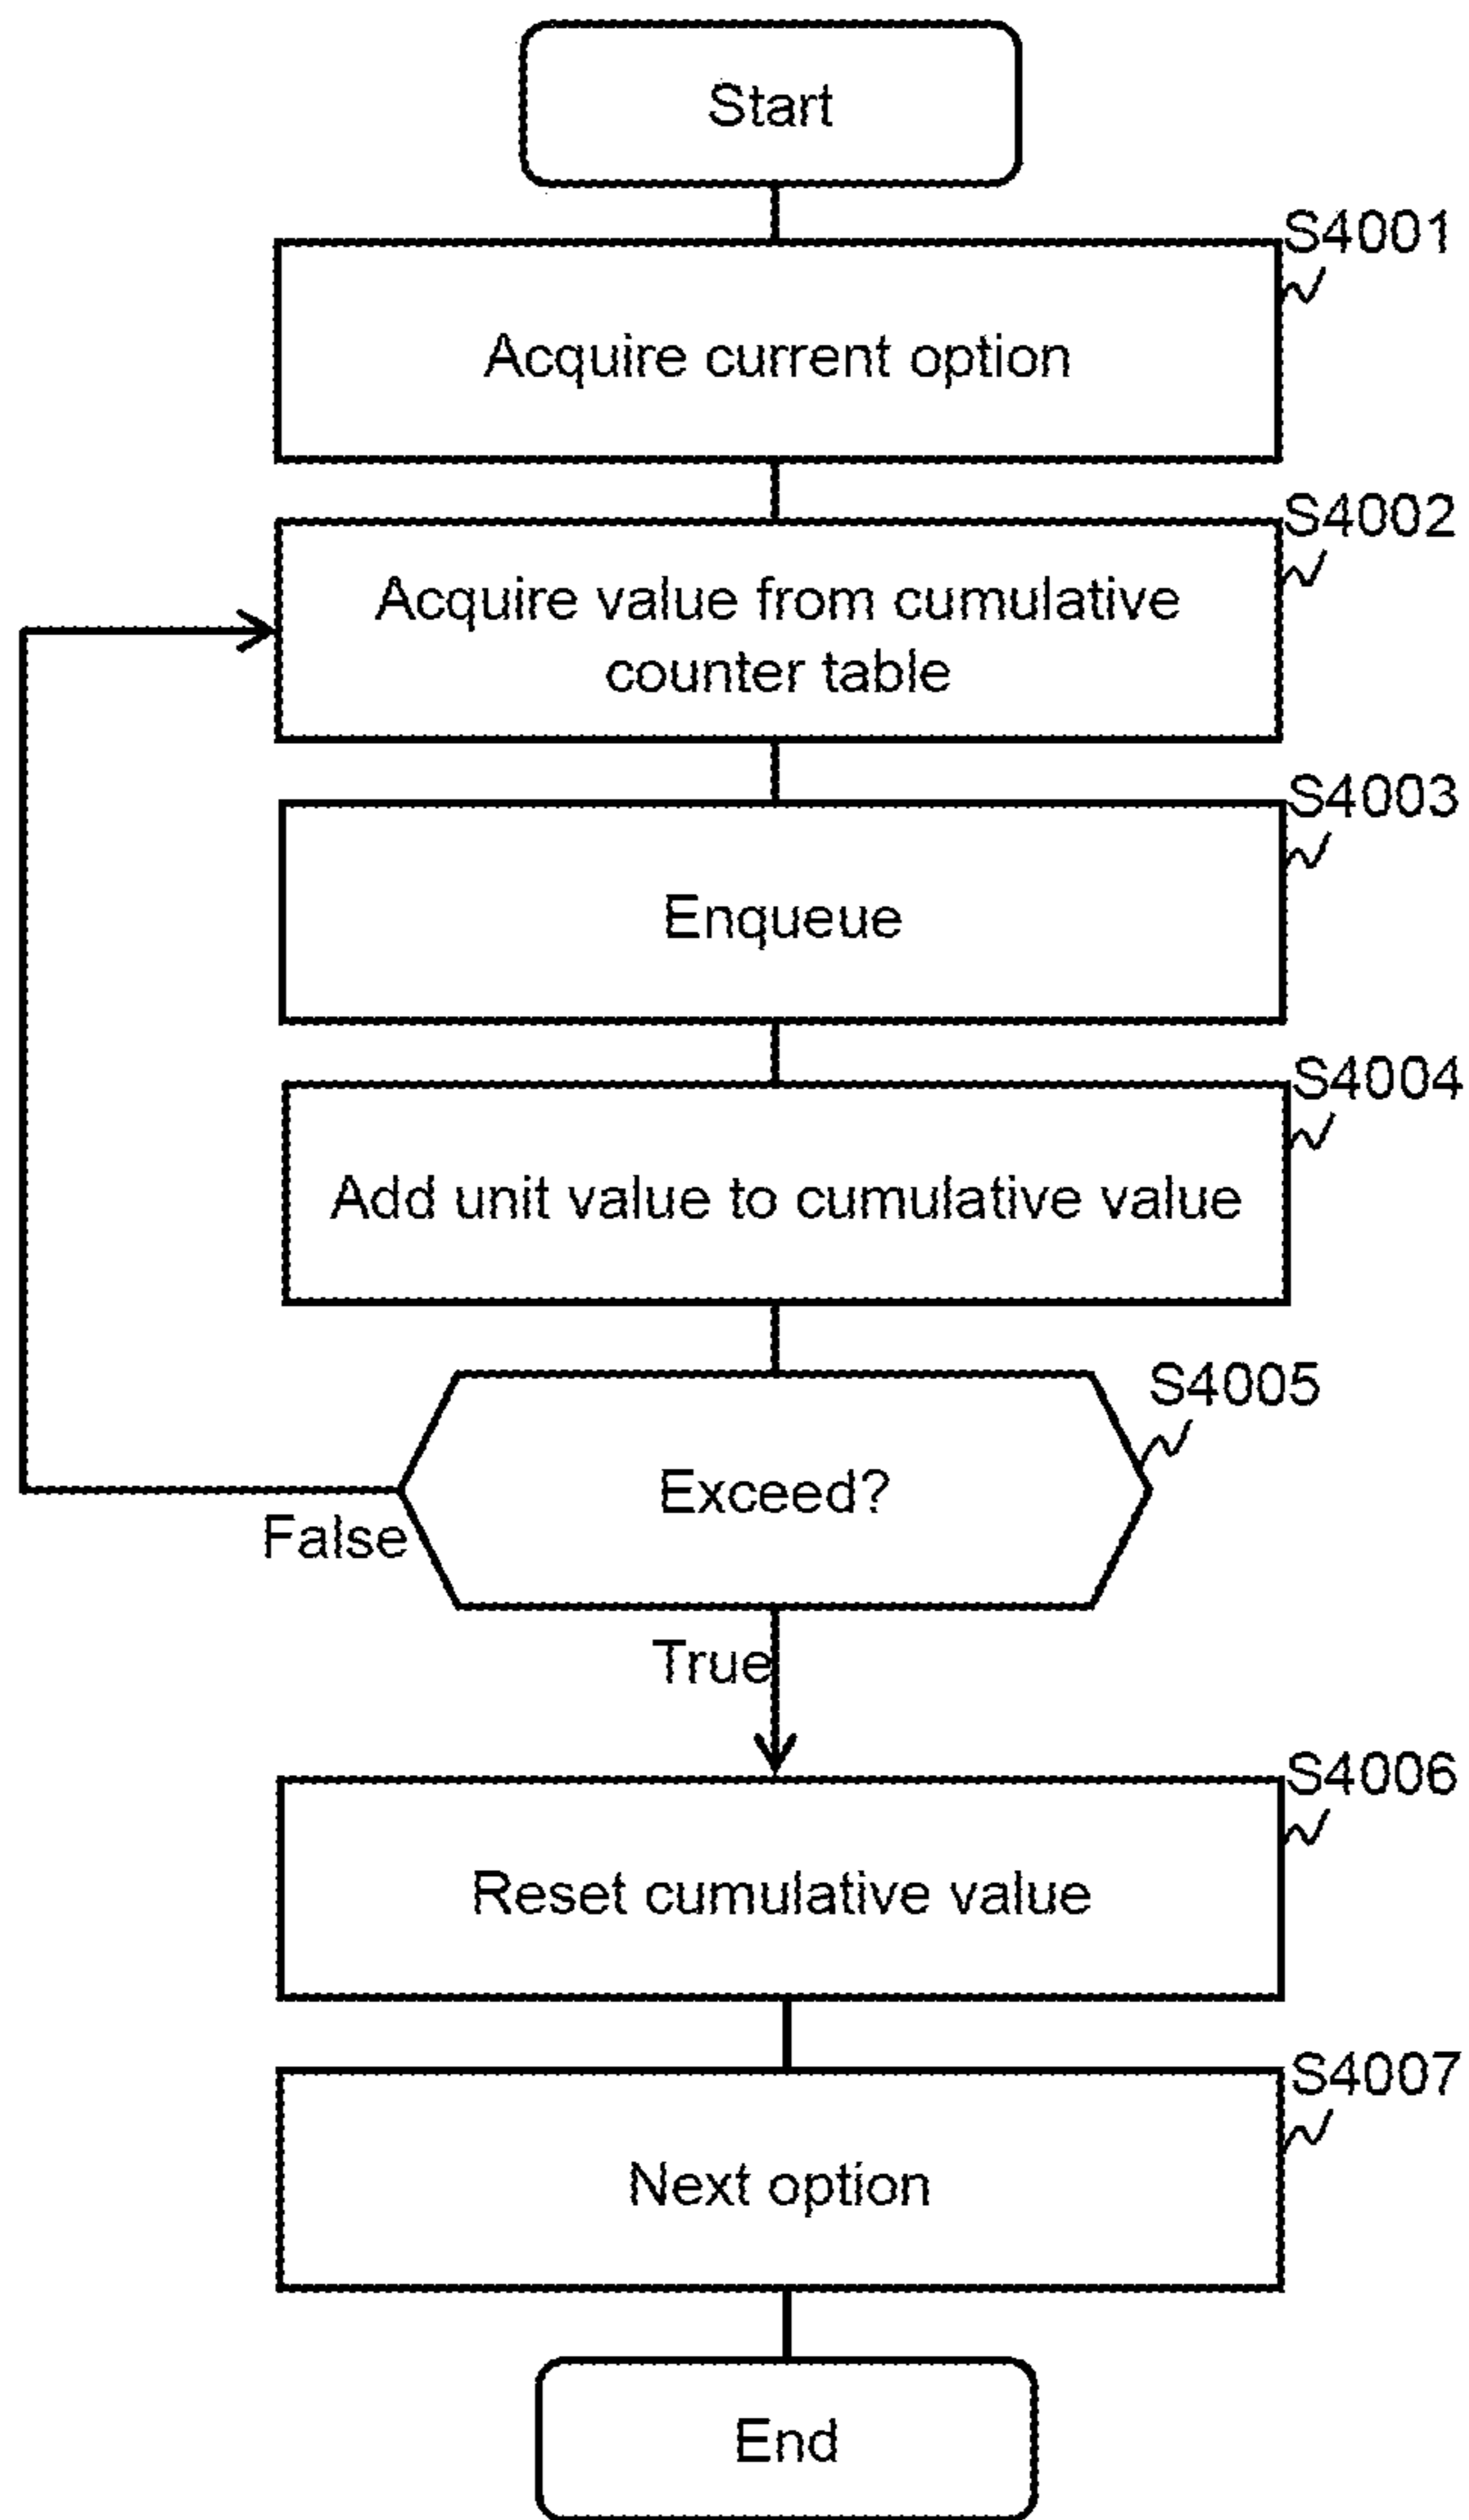 Start
S4001
Acquire current option
S4002
Acquire value from cumulative
counter table
S4003
Enqueue
S4004
Add unit value to cumulative value
S4005
Exceed?
False
True
S4006
Reset cumulative value
S4007
Next option
End